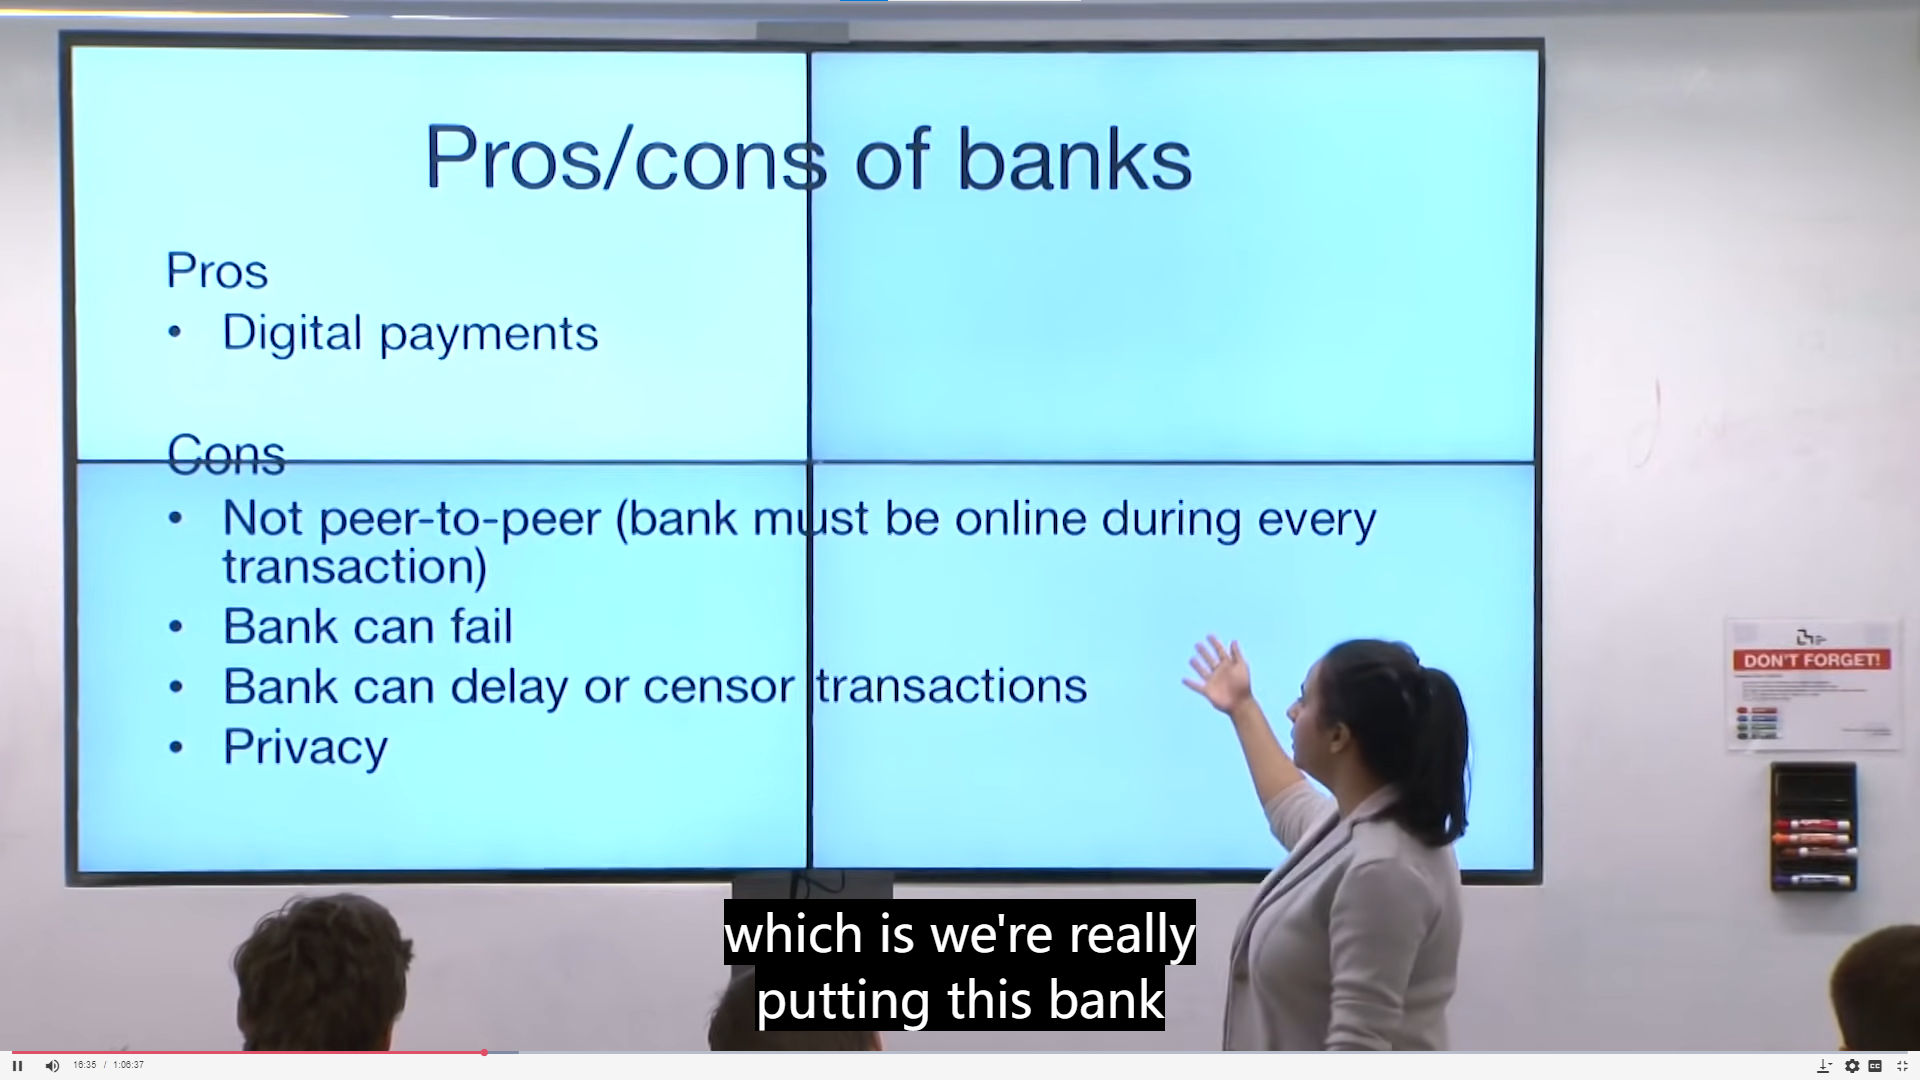 Pros/cons of banks
Pros
• Digital payments
Cons
• Not peer-to-peer (bank must be online during every
transaction)
• Bank can fail
• Bank can delay or censor transactions
• Privacy
DON'T FORGET!
which is we're really
putting this bank
16:35 / 1:06:37